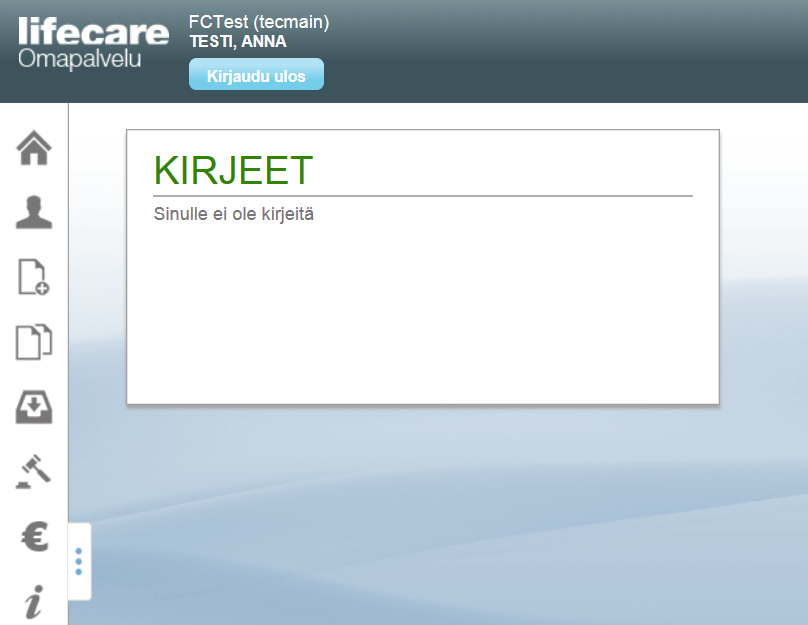 lifecare
Omapalvelu
FCTest (tecmain)
TESTI, ANNA
Kirjaudu ulos
KIRJEET
Sinulle ei ole kirjeitä